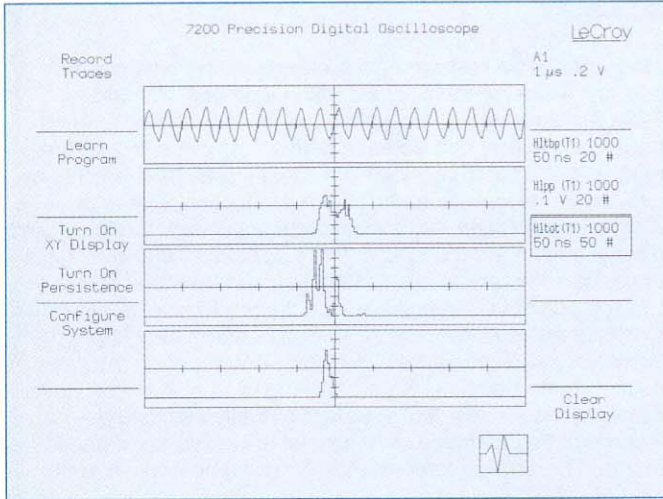 7200 Precision Digital Oscilloscope
LeCroy
Record
Traces
Learn
Program
Turn On
XY Display
Turn On
Persistence
Configure
System
A1
1 µs .2 V
Hltbp(T1) 1000
50 ns 20 #
Hlpp (T1) 1000
.1 V 20 #
Hltot(T1) 1000
50 ns 50 #
Clear
Display